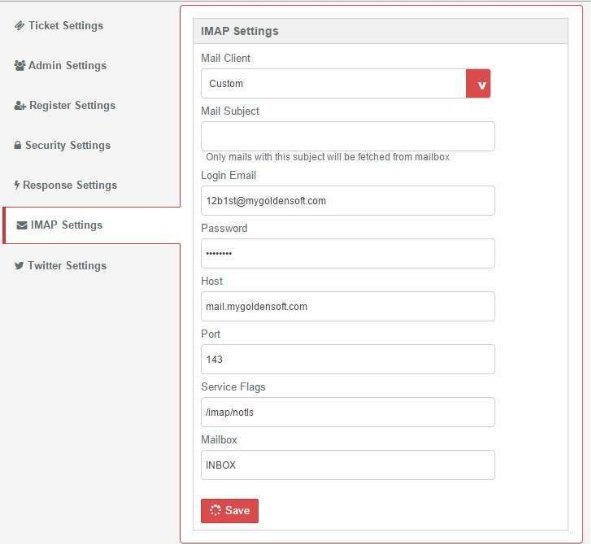 Ticket Settings
Admin Settings
Register Settings
Security Settings
Response Settings
IMAP Settings
Twitter Settings
IMAP Settings
Mail Client
Custom
v
Mail Subject
Only mails with this subject will be fetched from mailbox
Login Email
12b1st@mygoldensoft.com
Password
••••••••
Host
mail.mygoldensoft.com
Port
143
Service Flags
/imap/notls
Mailbox
INBOX
Save